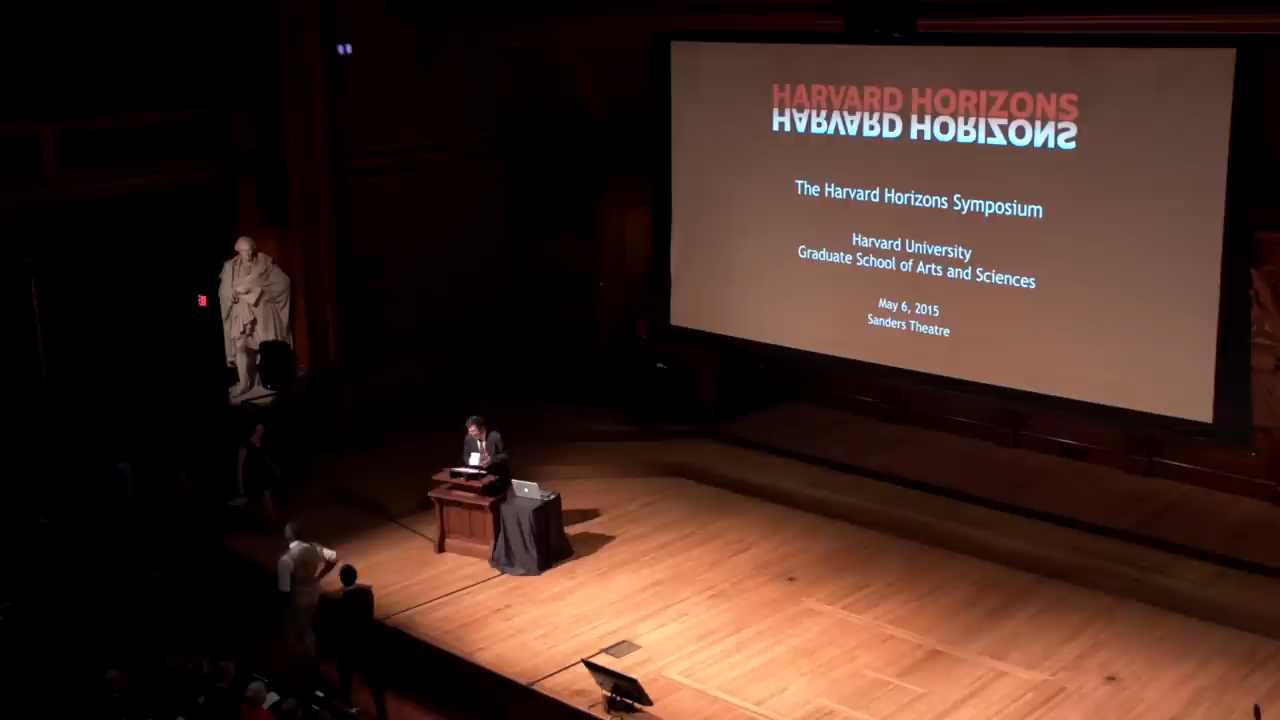 HARVARD HORIZONS
HARVARD HORIZONS
The Harvard Horizons Symposium
Harvard University
Graduate School of Arts and Sciences
May 6, 2015
Sanders Theatre